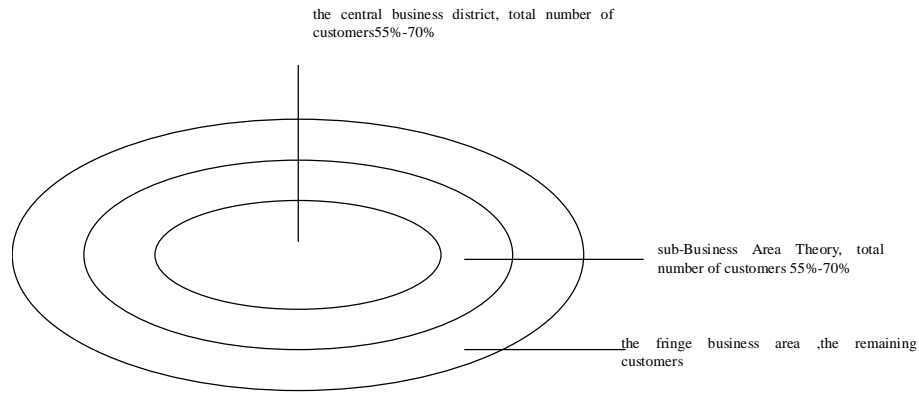 the central business district, total number of
customers55%-70%
sub-Business Area Theory, total
number of customers 55%-70%
the fringe business area ,the remaining
customers